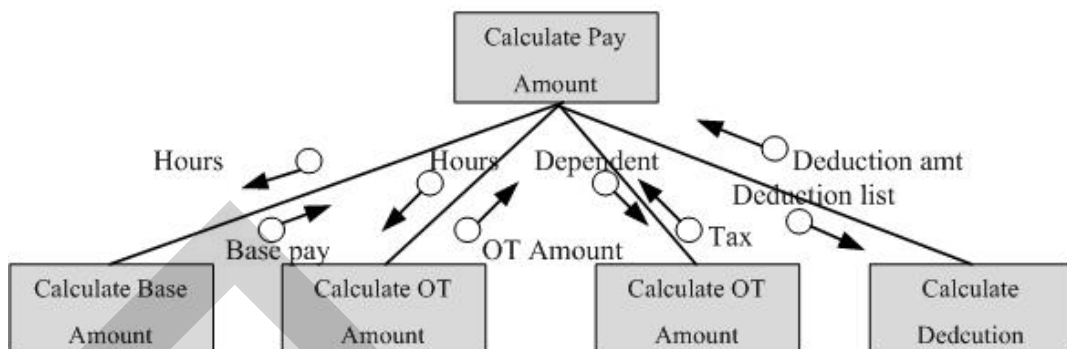 Calculate Pay
Amount
Hours
Hours
Dependent
Deduction amt
Deduction list
Base pay
OT Amount
Tax
Calculate Base
Amount
Calculate OT
Amount
Calculate OT
Amount
Calculate
Dedcution